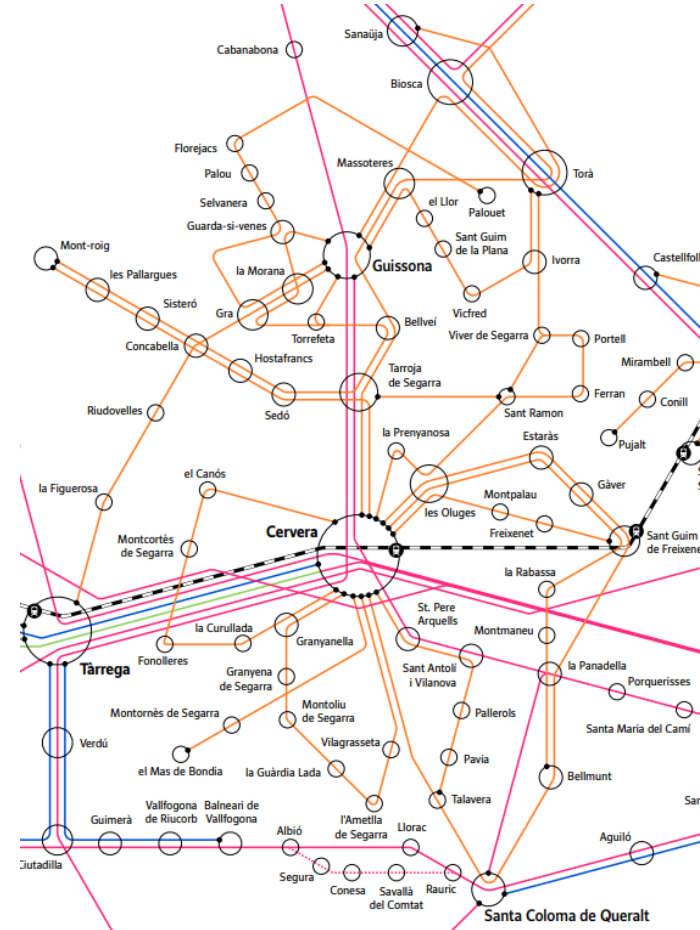 Sanaüja
Cabanabona
Biosca
Florejacs
Massoteres
Torà
Palou
el Llor
Palouet
Selvanera
Guarda-si-venes
Sant Guim
de la Plana
Mont-roig
Guissona
Ivorra
Castellfoll
la Morana
les Pallargues
Vicfred
Sisteró
Gra
Torrefeta
Bellveí
Viver de Segarra
Portell
Concabella
Mirambell
Hostafrancs
Tarroja
de Segarra
Conill
Riudovelles
Sedó
Sant Ramon
Ferran
la Prenyanosa
Estaràs
Pujalt
el Canós
la Figuerosa
Gàver
les Oluges
Montpalau
Cervera
Freixenet
Sant Guim
de Freixene
Montcortès
de Segarra
la Rabassa
St. Pere
Arquells
la Curullada
Granyanella
Montmaneu
Fonolleres
Sant Antolí
i Vilanova
la Panadella
Tàrrega
Granyena
de Segarra
Porquerisses
Montornès de Segarra
Montoliu
de Segarra
Pallerols
Santa Maria del Camí
Verdú
Vilagrasseta
el Mas de Bondia
la Guàrdia Lada
Pavia
Bellmunt
Talavera
San
Guimerà
Vallfogona
de Riucorb
Balneari de
Vallfogona
l'Ametlla
de Segarra
Albió
Llorac
Aguiló
Ciutadilla
Segura
Conesa
Savallà
del Comtat
Rauric
Santa Coloma de Queralt